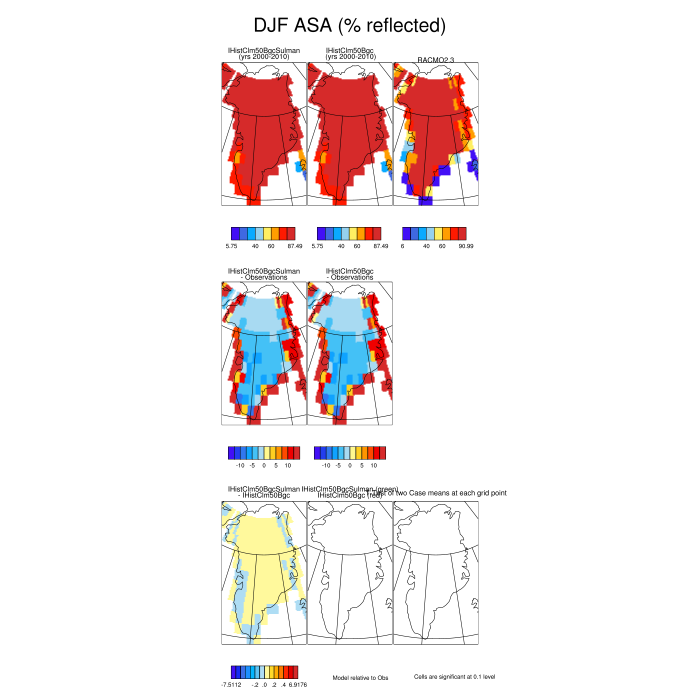 DJF ASA (% reflected)
IHistClm50BgcSulman
(yrs 2000-2010)
IHistClm50Bgc
(yrs 2000-2010)
RACMO2.3
5.75 40 60 87.49
5.75 40 60 87.49
6 40 60 90.99
IHistClm50BgcSulman
- Observations
IHistClm50Bgc
- Observations
-10 -5 0 5 10
-10 -5 0 5 10
IHistClm50BgcSulman
- IHistClm50Bgc
IHistClm50BgcSulman (green)
IHistClm50Bgc (red)
of two Case means at each grid point
-7.5112 -.2 .0 .2 .4 6.9176
Model relative to Obs
Cells are significant at 0.1 level